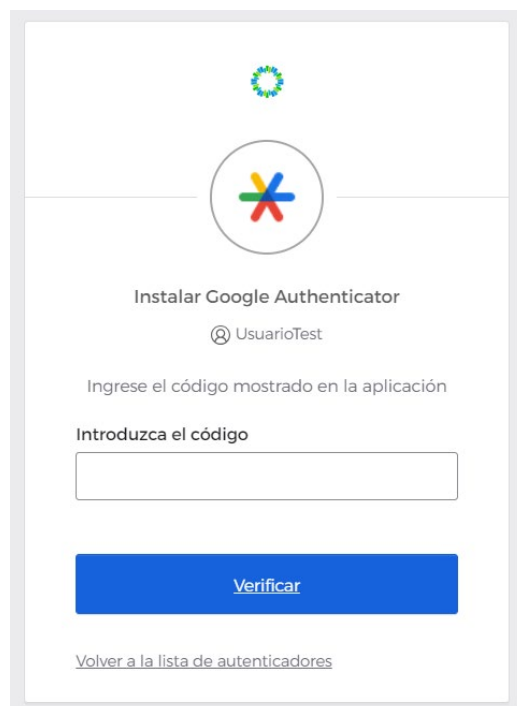 Instalar Google Authenticator
UsuarioTest
Ingrese el código mostrado en la aplicación
Introduzca el código
Verificar
Volver a la lista de autenticadores